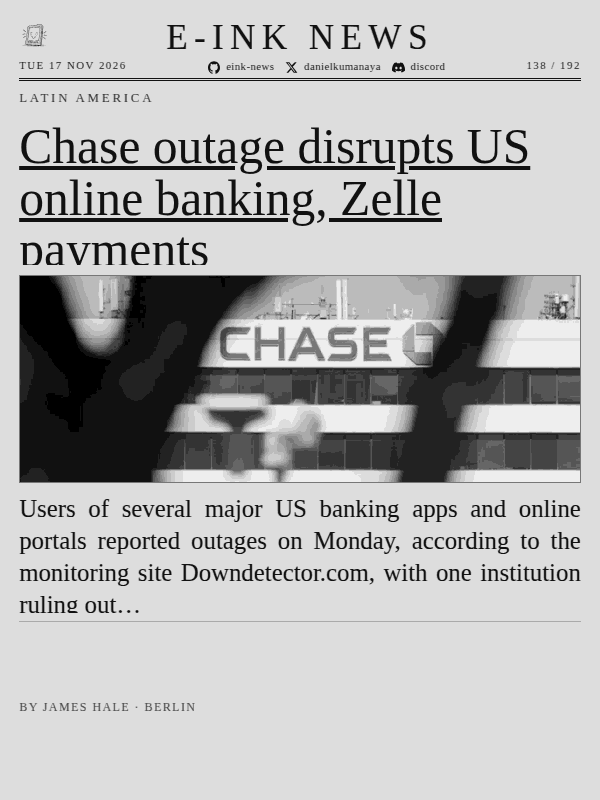 E-INK NEWS
TUE 17 NOV 2026
eink-news danielkumanaya discord
138 / 192
LATIN AMERICA
Chase outage disrupts US
online banking, Zelle
payments
CHASE
Users of several major US banking apps and online
portals reported outages on Monday, according to the
monitoring site Downdetector.com, with one institution
ruling out…
BY JAMES HALE · BERLIN